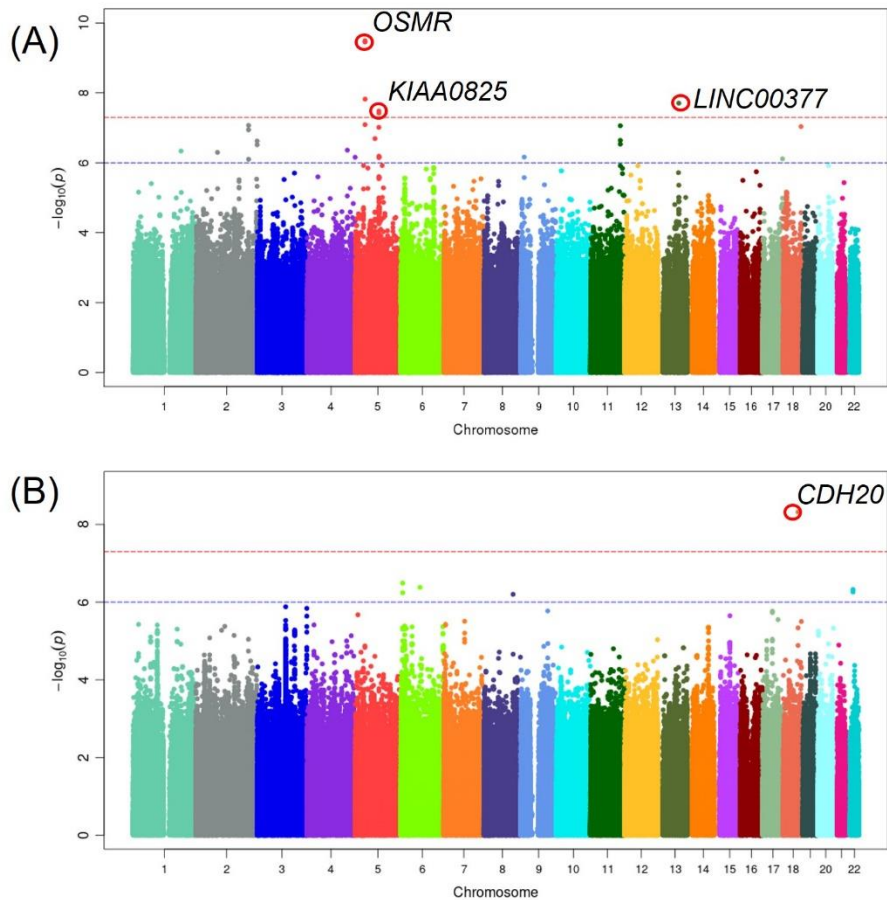 (A)
OSMR
KIAA0825
LINC00377
10
8
6
4
2
0
−log10(p)
1 2 3 4 5 6 7 8 9 10 11 12 13 14 15 16 17 18 20 22
Chromosome
(B)
CDH20
8
6
4
2
0
−log10(p)
1 2 3 4 5 6 7 8 9 10 11 12 13 14 15 16 17 18 20 22
Chromosome